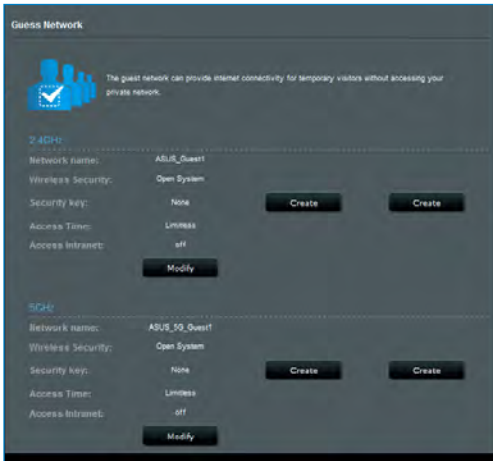 Guess Network
The guest network can provide internet connectivity for temporary visitors without accessing your
private network.
2.4GHz
Network name: ASUS_Guest1
Wireless Security: Open System
Security key: None Create Create
Access Time: Limitless
Access Intranet: off
Modify
5GHz
Network name: ASUS_5G_Guest1
Wireless Security: Open System
Security key: None Create Create
Access Time: Limitless
Access Intranet: off
Modify